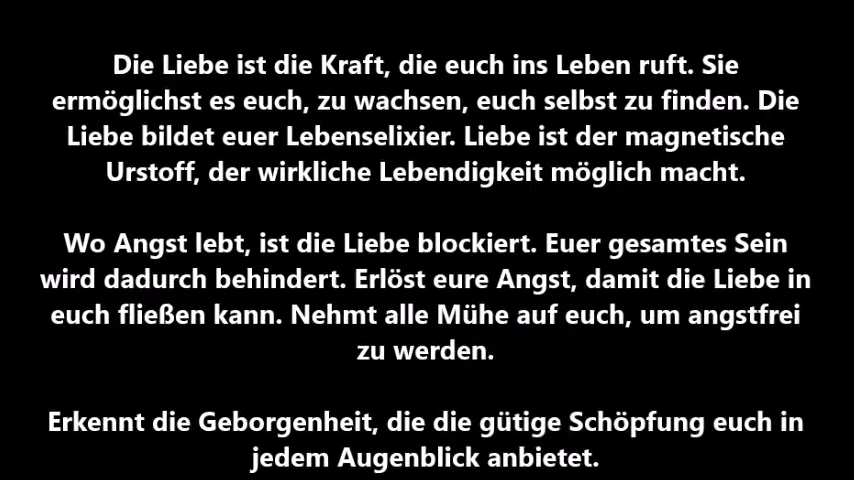 Die Liebe ist die Kraft, die euch ins Leben ruft. Sie
ermöglichst es euch, zu wachsen, euch selbst zu finden. Die
Liebe bildet euer Lebenselixier. Liebe ist der magnetische
Urstoff, der wirkliche Lebendigkeit möglich macht.
Wo Angst lebt, ist die Liebe blockiert. Euer gesamtes Sein
wird dadurch behindert. Erlöst eure Angst, damit die Liebe in
euch fließen kann. Nehmt alle Mühe auf euch, um angstfrei
zu werden.
Erkennt die Geborgenheit, die die gütige Schöpfung euch in
jedem Augenblick anbietet.